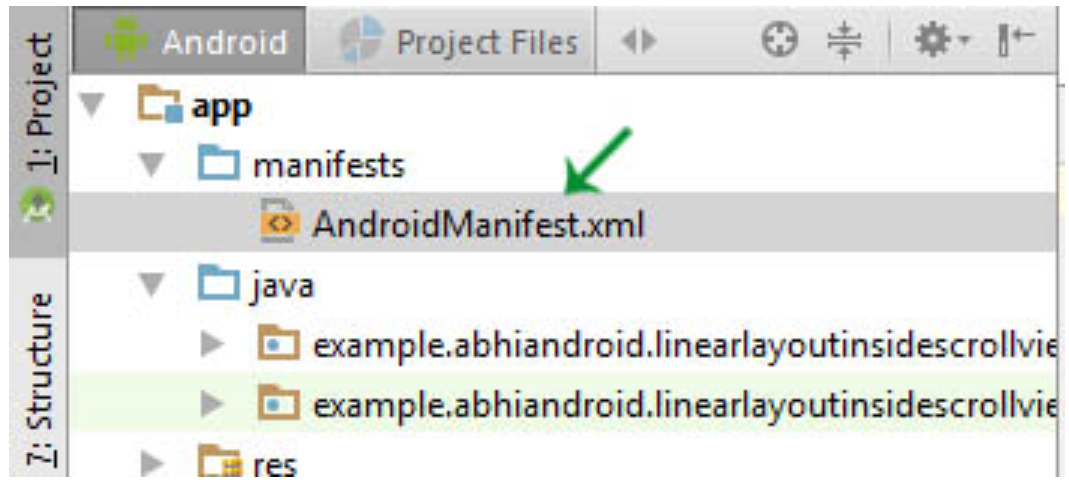 Android Project Files
1: Project
app
manifests
AndroidManifest.xml
java
example.abhiandroid.linearlayoutinsidescrollvie
example.abhiandroid.linearlayoutinsidescrollvie
7: Structure
res